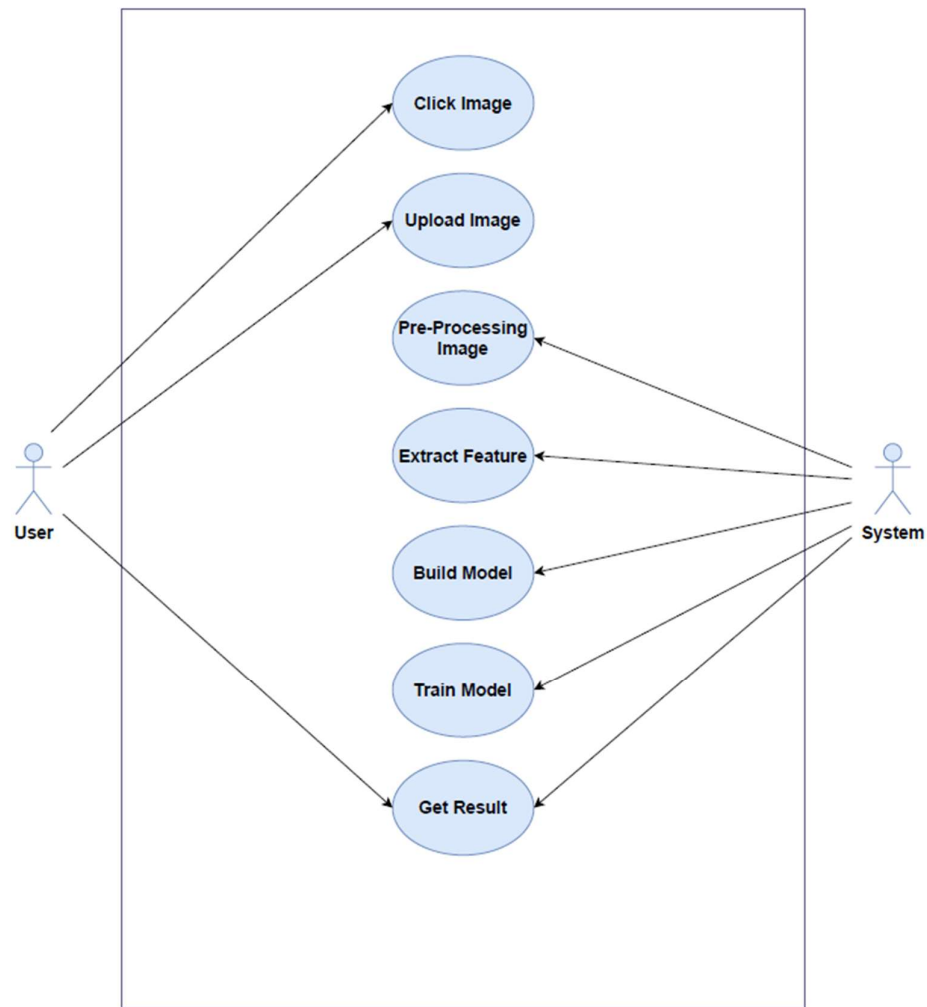 Click Image
Upload Image
Pre-Processing
Image
Extract Feature
User
System
Build Model
Train Model
Get Result